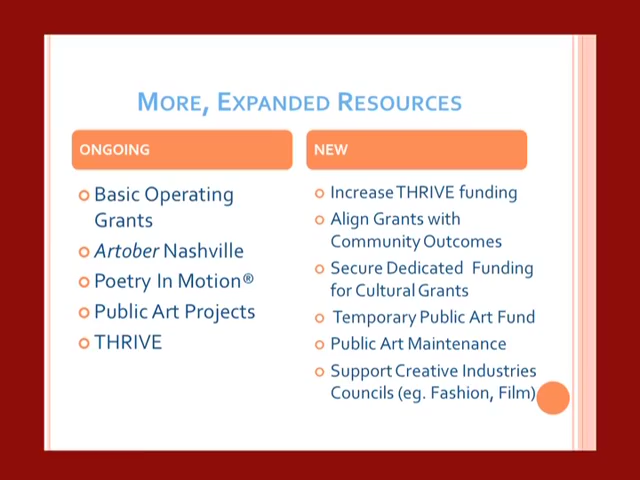 MORE, EXPANDED RESOURCES
ONGOING
Basic Operating
Grants
Artober Nashville
Poetry In Motion®
Public Art Projects
THRIVE
NEW
Increase THRIVE funding
Align Grants with
Community Outcomes
Secure Dedicated Funding
for Cultural Grants
Temporary Public Art Fund
Public Art Maintenance
Support Creative Industries
Councils (eg. Fashion, Film)